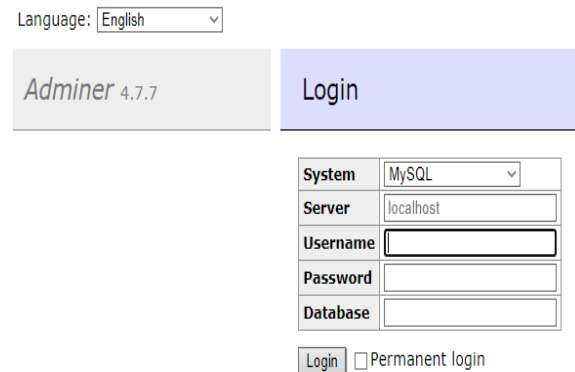 Language: English
Adminer 4.7.7
Login
System MySQL
Server localhost
Username
Password
Database
Login Permanent login